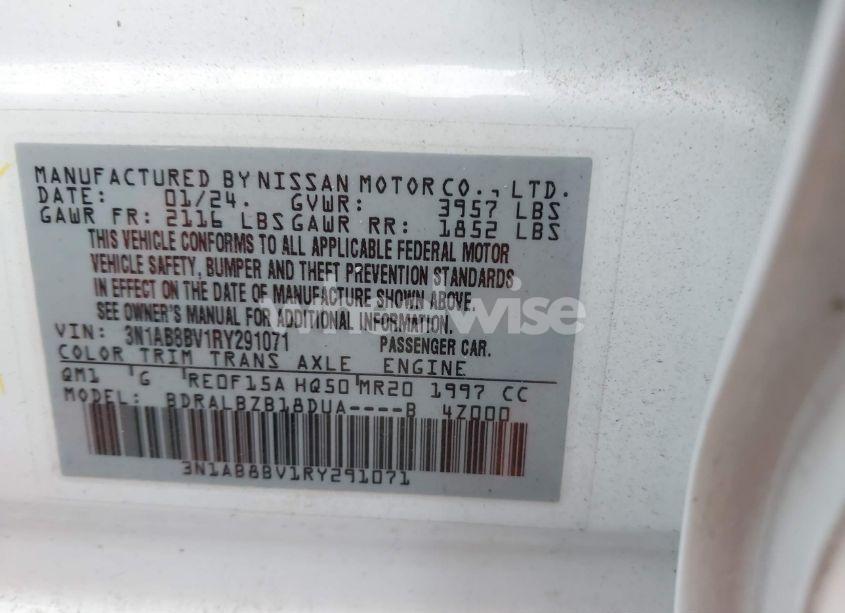 MANUFACTURED BY NISSAN MOTOR CO., LTD.
DATE: 01/24. GVWR: 3957 LBS
GAWR FR: 2116 LBS GAWR RR: 1852 LBS
THIS VEHICLE CONFORMS TO ALL APPLICABLE FEDERAL MOTOR
VEHICLE SAFETY, BUMPER AND THEFT PREVENTION STANDARDS
IN EFFECT ON THE DATE OF MANUFACTURE SHOWN ABOVE.
SEE OWNER'S MANUAL FOR ADDITIONAL INFORMATION.
VIN: 3N1AB8BV1RY291071 PASSENGER CAR.
COLOR TRIM TRANS AXLE ENGINE
QM1 G RE0F15A HQ50 MR20 1997 CC
MODEL: BDRALBZB18DUA----B 4Z000
3N1AB8BV1RY291071